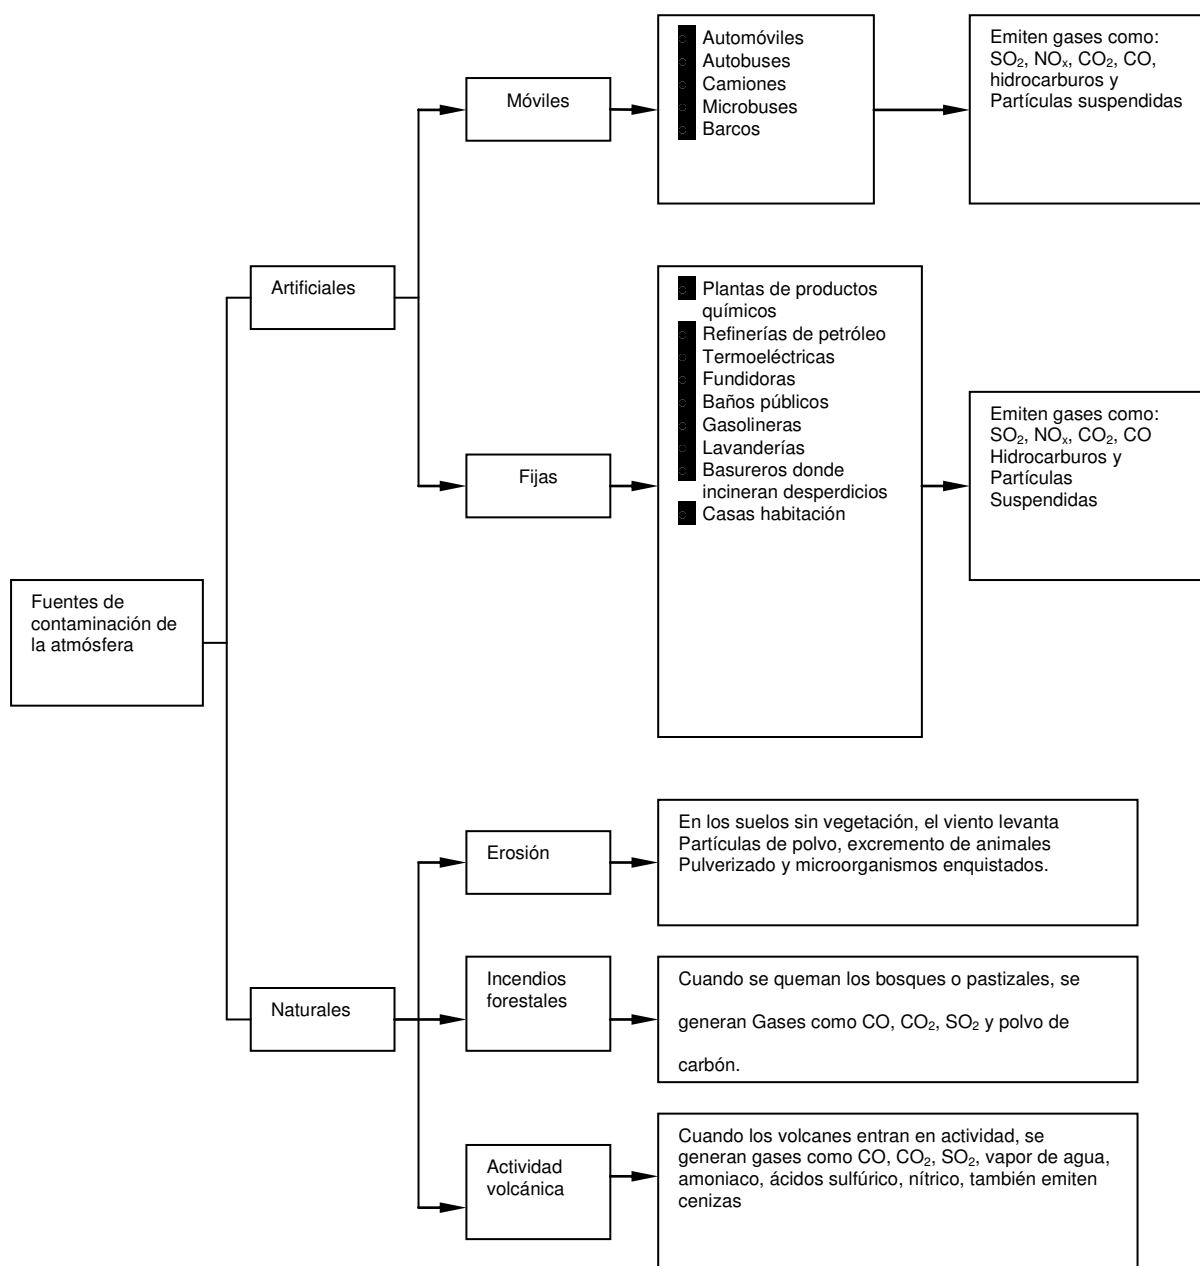 Automóviles
Autobuses
Camiones
Microbuses
Barcos
Emiten gases como:
SO₂, NOₓ, CO₂, CO,
hidrocarburos y
Partículas suspendidas
Móviles
Artificiales
Plantas de productos
químicos
Refinerías de petróleo
Termoeléctricas
Fundidoras
Baños públicos
Gasolineras
Lavanderías
Basureros donde
incineran desperdicios
Casas habitación
Emiten gases como:
SO₂, NOₓ, CO₂, CO
Hidrocarburos y
Partículas
Suspendidas
Fijas
Fuentes de
contaminación de
la atmósfera
Erosión
En los suelos sin vegetación, el viento levanta
Partículas de polvo, excremento de animales
Pulverizado y microorganismos enquistados.
Naturales
Incendios
forestales
Cuando se queman los bosques o pastizales, se
generan Gases como CO, CO₂, SO₂ y polvo de
carbón.
Actividad
volcánica
Cuando los volcanes entran en actividad, se
generan gases como CO, CO₂, SO₂, vapor de agua,
amoniaco, ácidos sulfúrico, nítrico, también emiten
cenizas